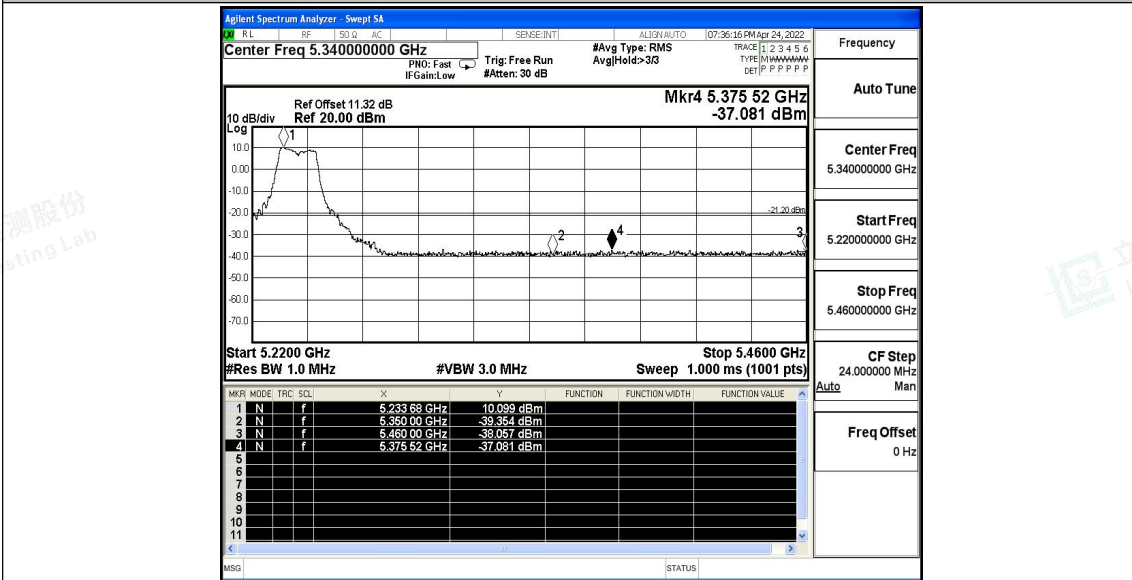 Agilent Spectrum Analyzer - Swept SA
RL RF 50 Ω AC SENSE:INT ALIGN AUTO 07:36:16 PM Apr 24, 2022
Center Freq 5.340000000 GHz
PNO: Fast
IFGain:Low
Trig: Free Run
#Atten: 30 dB
#Avg Type: RMS
Avg|Hold:>3/3
TRACE 1 2 3 4 5 6
TYPE M
DET P P P P P P
Ref Offset 11.32 dB
10 dB/div Ref 20.00 dBm
Log
Mkr4 5.375 52 GHz
-37.081 dBm
1
10.0
0.00
-10.0
-20.0
-21.20 dBm
-30.0
2
4
3
-40.0
-50.0
-60.0
-70.0
Start 5.2200 GHz Stop 5.4600 GHz
#Res BW 1.0 MHz #VBW 3.0 MHz Sweep 1.000 ms (1001 pts)
MKR MODE TRC SCL X Y FUNCTION FUNCTION WIDTH FUNCTION VALUE
1 N f 5.233 68 GHz 10.099 dBm
2 N f 5.350 00 GHz -39.354 dBm
3 N f 5.460 00 GHz -38.057 dBm
4 N f 5.375 52 GHz -37.081 dBm
5
6
7
8
9
10
11
MSG STATUS
Frequency
Auto Tune
Center Freq
5.340000000 GHz
Start Freq
5.220000000 GHz
Stop Freq
5.460000000 GHz
CF Step
24.000000 MHz
Auto Man
Freq Offset
0 Hz
测股份
sting Lab